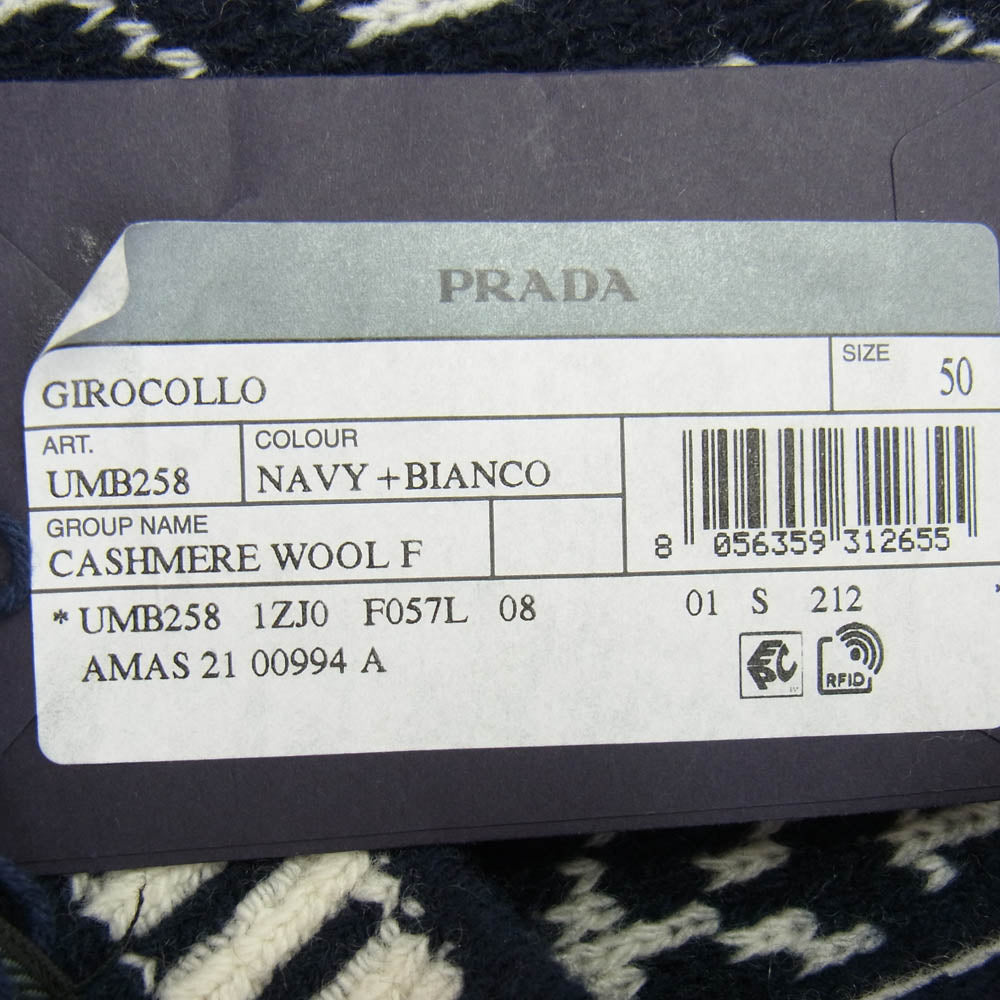 PRADA
GIROCOLLO
SIZE 50
ART. UMB258
COLOUR NAVY +BIANCO
8 056359 312655
GROUP NAME
CASHMERE WOOL F
* UMB258 1ZJ0 F057L 08 01 S 212 *
AMAS 21 00994 A
EPC
RFID